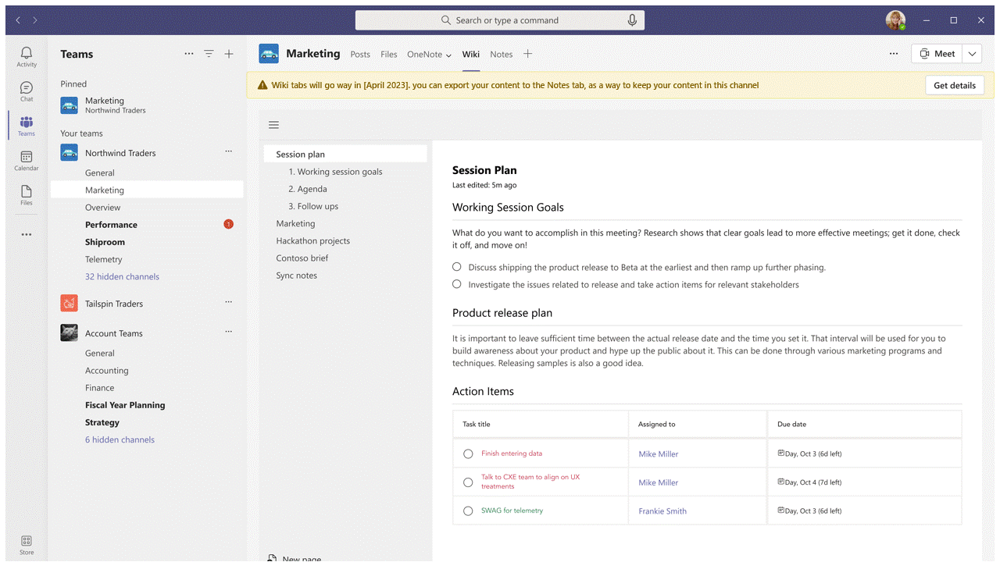 Search or type a command
Activity
Chat
Teams
Calendar
Files
Store
Teams
Pinned
Marketing
Northwind Traders
Your teams
Northwind Traders
General
Marketing
Overview
Performance
1
Shiproom
Telemetry
32 hidden channels
Tailspin Traders
Account Teams
General
Accounting
Finance
Fiscal Year Planning
Strategy
6 hidden channels
Marketing Posts Files OneNote Wiki Notes
Meet
Wiki tabs will go way in [April 2023]. you can export your content to the Notes tab, as a way to keep your content in this channel
Get details
Session plan
1. Working session goals
2. Agenda
3. Follow ups
Marketing
Hackathon projects
Contoso brief
Sync notes
New page
Session Plan
Last edited: 5m ago
Working Session Goals
What do you want to accomplish in this meeting? Research shows that clear goals lead to more effective meetings; get it done, check
it off, and move on!
Discuss shipping the product release to Beta at the earliest and then ramp up further phasing.
Investigate the issues related to release and take action items for relevant stakeholders
Product release plan
It is important to leave sufficient time between the actual release date and the time you set it. That interval will be used for you to
build awareness about your product and hype up the public about it. This can be done through various marketing programs and
techniques. Releasing samples is also a good idea.
Action Items
Task title Assigned to Due date
Finish entering data Mike Miller Day, Oct 3 (6d left)
Talk to CXE team to align on UX
treatments Mike Miller Day, Oct 4 (7d left)
SWAG for telemetry Frankie Smith Day, Oct 3 (6d left)